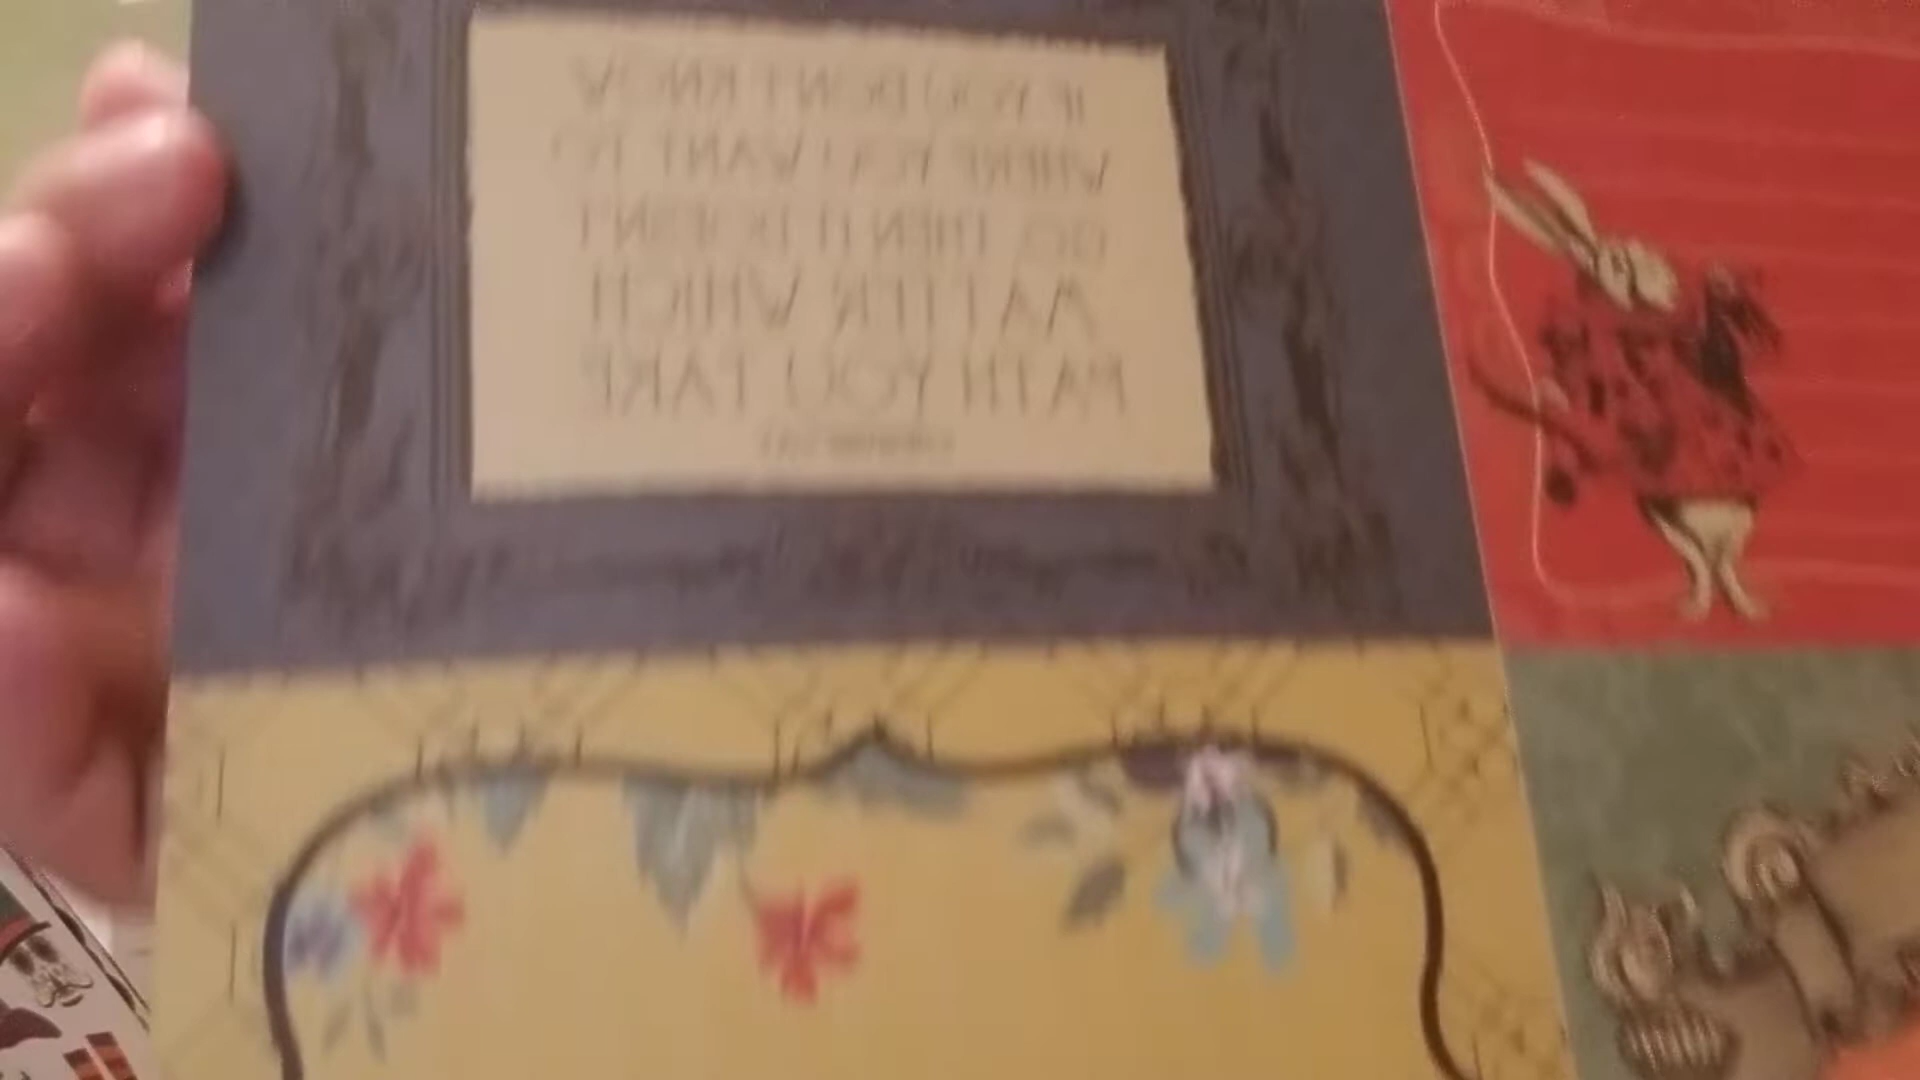 IF YOU DON'T KNOW
WHERE YOU WANT TO
GO, THEN IT DOESN'T
MATTER WHICH
PATH YOU TAKE